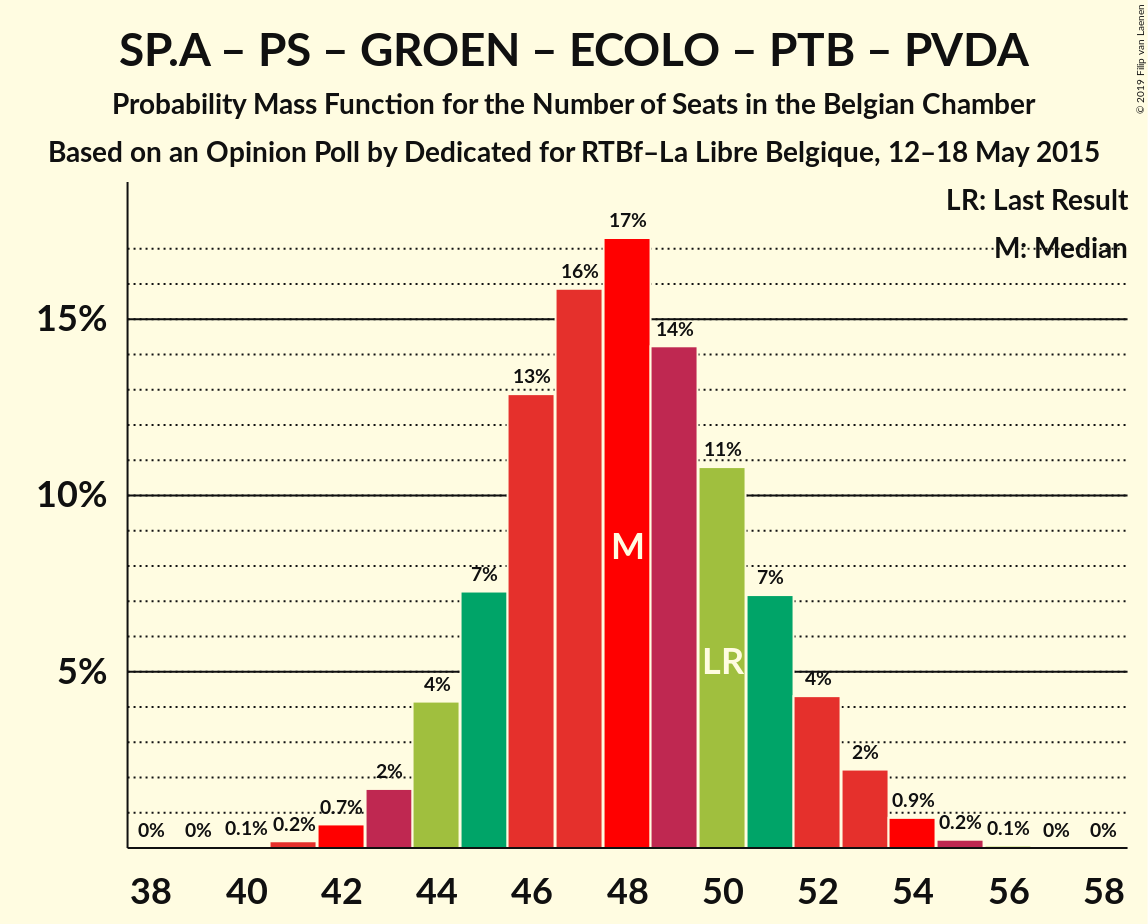 SP.A – PS – GROEN – ECOLO – PTB – PVDA
Probability Mass Function for the Number of Seats in the Belgian Chamber
Based on an Opinion Poll by Dedicated for RTBf–La Libre Belgique, 12–18 May 2015
© 2019 Filip van Laenen
LR: Last Result
M: Median
15%
10%
5%
0% 0% 0.1% 0.2% 0.7% 2% 4% 7% 13% 16% 17% 14% 11% 7% 4% 2% 0.9% 0.2% 0.1% 0% 0%
M
LR
38 40 42 44 46 48 50 52 54 56 58